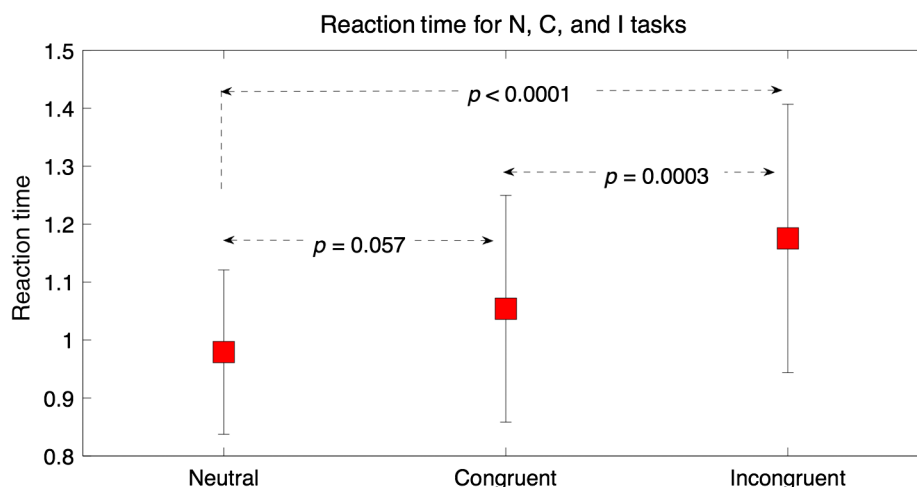 Reaction time for N, C, and I tasks
1.5
1.4
1.3
1.2
1.1
1
0.9
0.8
Reaction time
p < 0.0001
p = 0.0003
p = 0.057
Neutral
Congruent
Incongruent